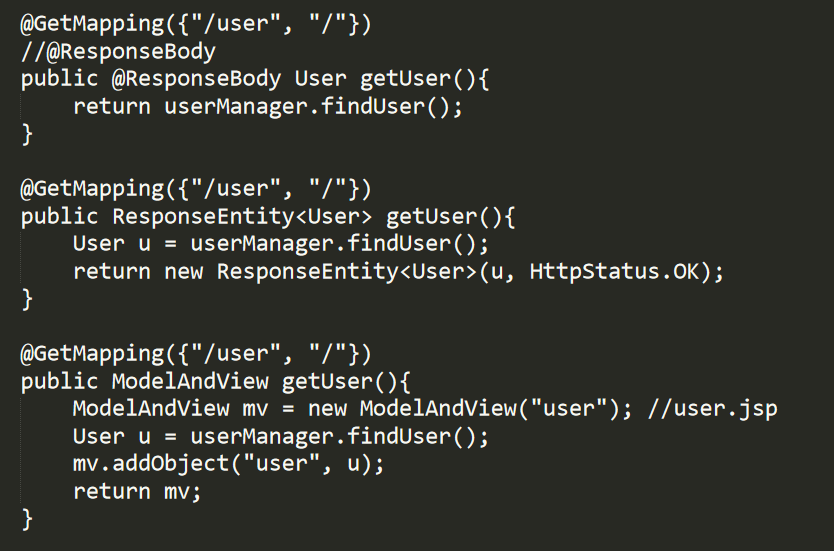 @GetMapping({"/user", "/"})
//@ResponseBody
public @ResponseBody User getUser(){
    return userManager.findUser();
}

@GetMapping({"/user", "/"})
public ResponseEntity<User> getUser(){
    User u = userManager.findUser();
    return new ResponseEntity<User>(u, HttpStatus.OK);
}

@GetMapping({"/user", "/"})
public ModelAndView getUser(){
    ModelAndView mv = new ModelAndView("user"); //user.jsp
    User u = userManager.findUser();
    mv.addObject("user", u);
    return mv;
}